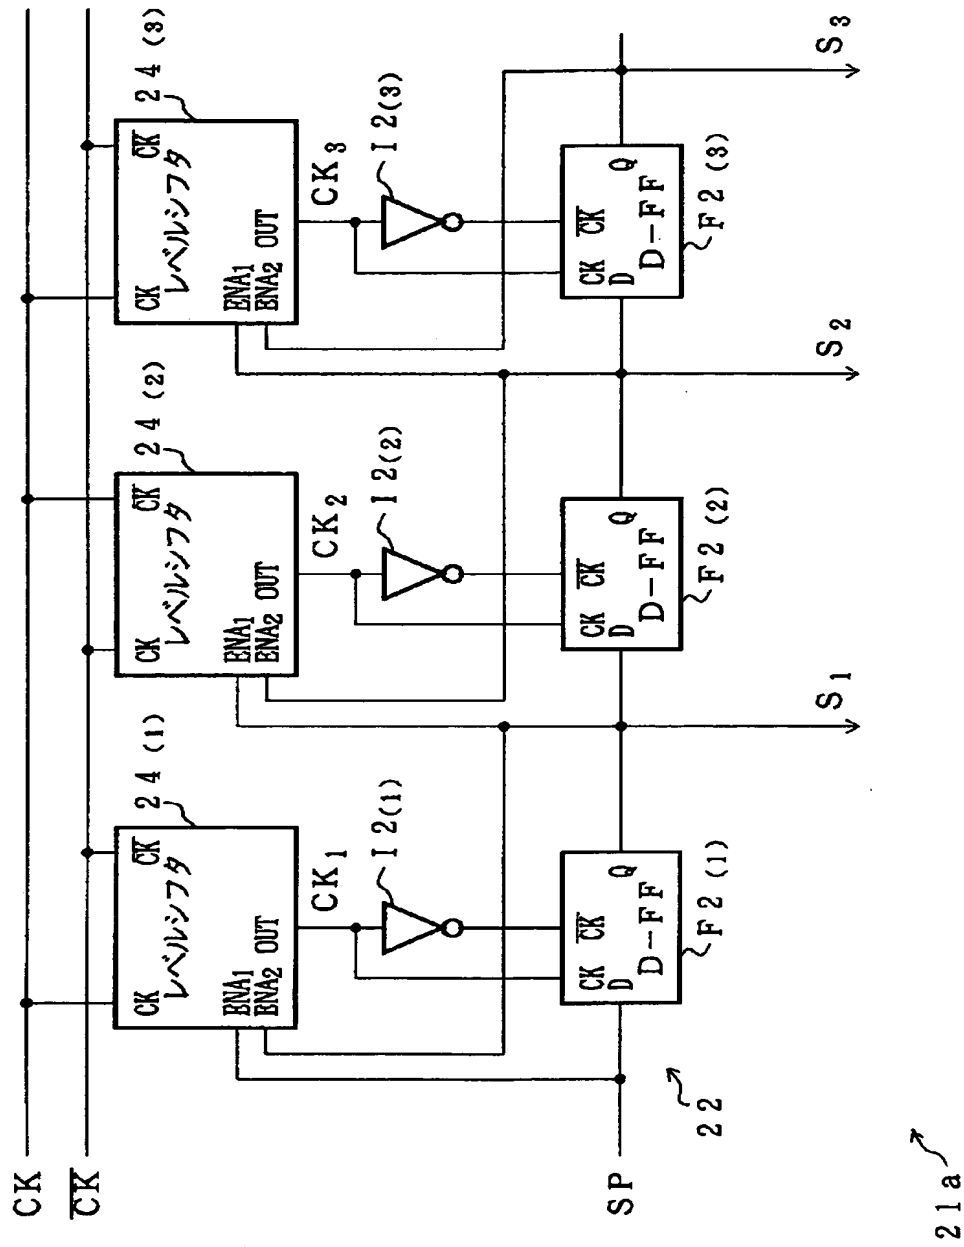 CK
CK
24(1)
CK CK
レベルシフタ
ENA1
ENA2 OUT
24(2)
CK CK
レベルシフタ
ENA1
ENA2 OUT
24(3)
CK CK
レベルシフタ
ENA1
ENA2 OUT
CK1
CK2
CK3
I2(1)
I2(2)
I2(3)
CK CK
D Q
D-FF
CK CK
D Q
D-FF
CK CK
D Q
D-FF
SP
F2(1)
F2(2)
F2(3)
22
S1
S2
S3
21a